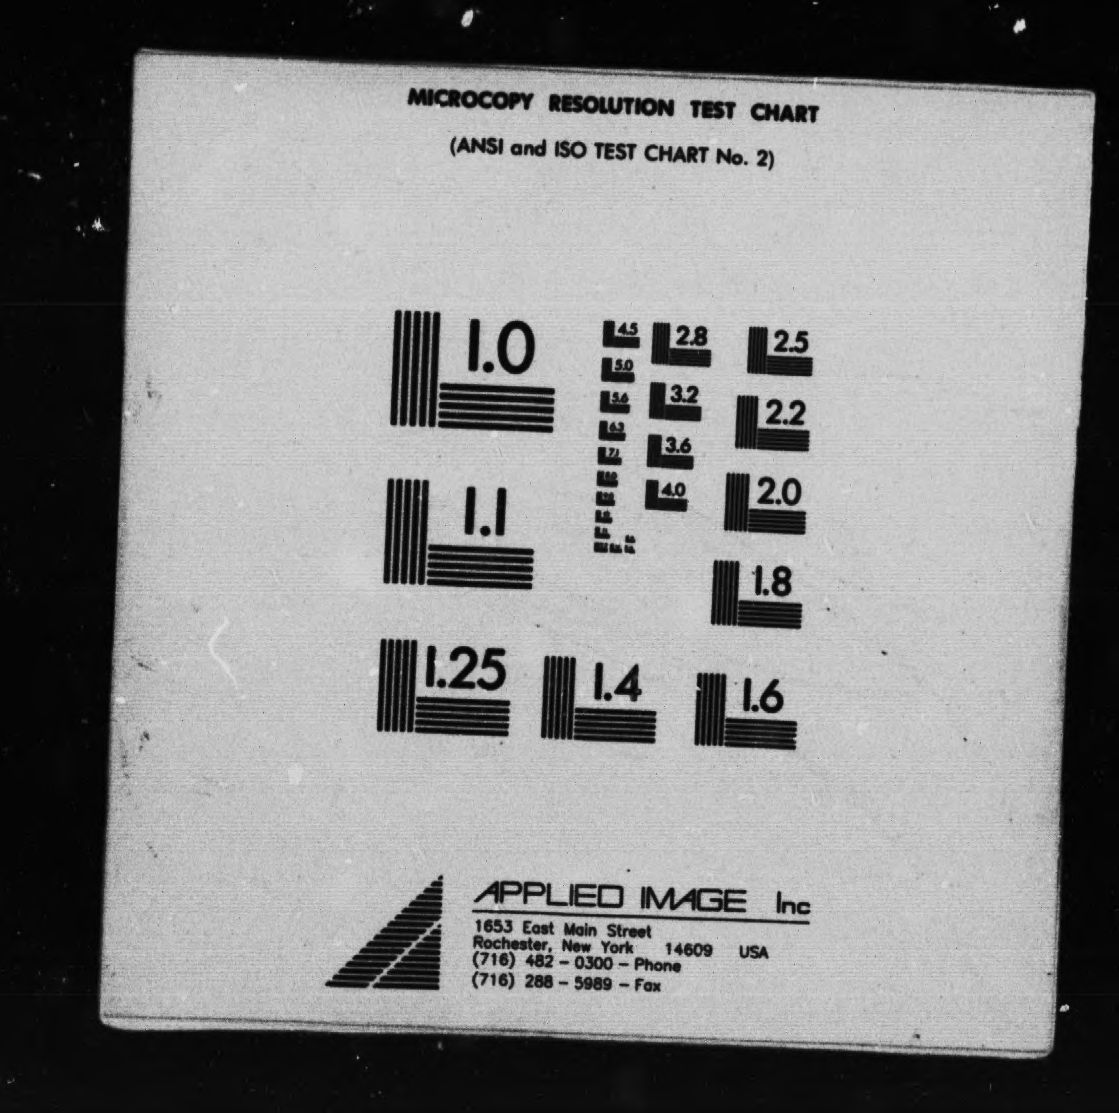 MICROCOPY RESOLUTION TEST CHART
(ANSI and ISO TEST CHART No. 2)
1.0
4.5
2.8
2.5
5.0
5.6
3.2
2.2
6.3
7.1
3.6
4.0
2.0
1.1
1.8
1.25
1.4
1.6
APPLIED IMAGE Inc
1653 East Main Street
Rochester, New York 14609 USA
(716) 482 - 0300 - Phone
(716) 288 - 5989 - Fax